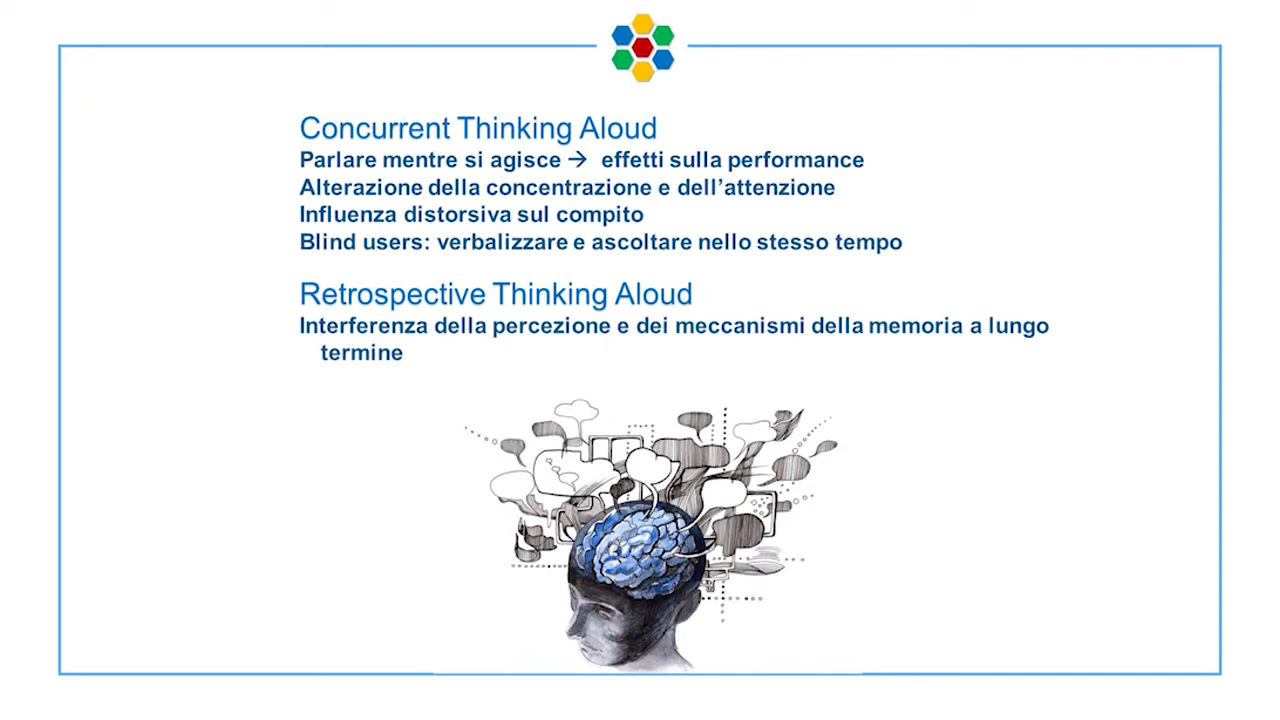 Concurrent Thinking Aloud
Parlare mentre si agisce → effetti sulla performance
Alterazione della concentrazione e dell’attenzione
Influenza distorsiva sul compito
Blind users: verbalizzare e ascoltare nello stesso tempo
Retrospective Thinking Aloud
Interferenza della percezione e dei meccanismi della memoria a lungo
termine